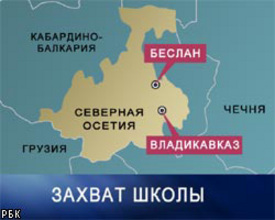 КАБАРДИНО-
БАЛКАРИЯ
БЕСЛАН
СЕВЕРНАЯ
ОСЕТИЯ
ЧЕЧНЯ
ГРУЗИЯ
ВЛАДИКАВКАЗ
ЗАХВАТ ШКОЛЫ
РБК